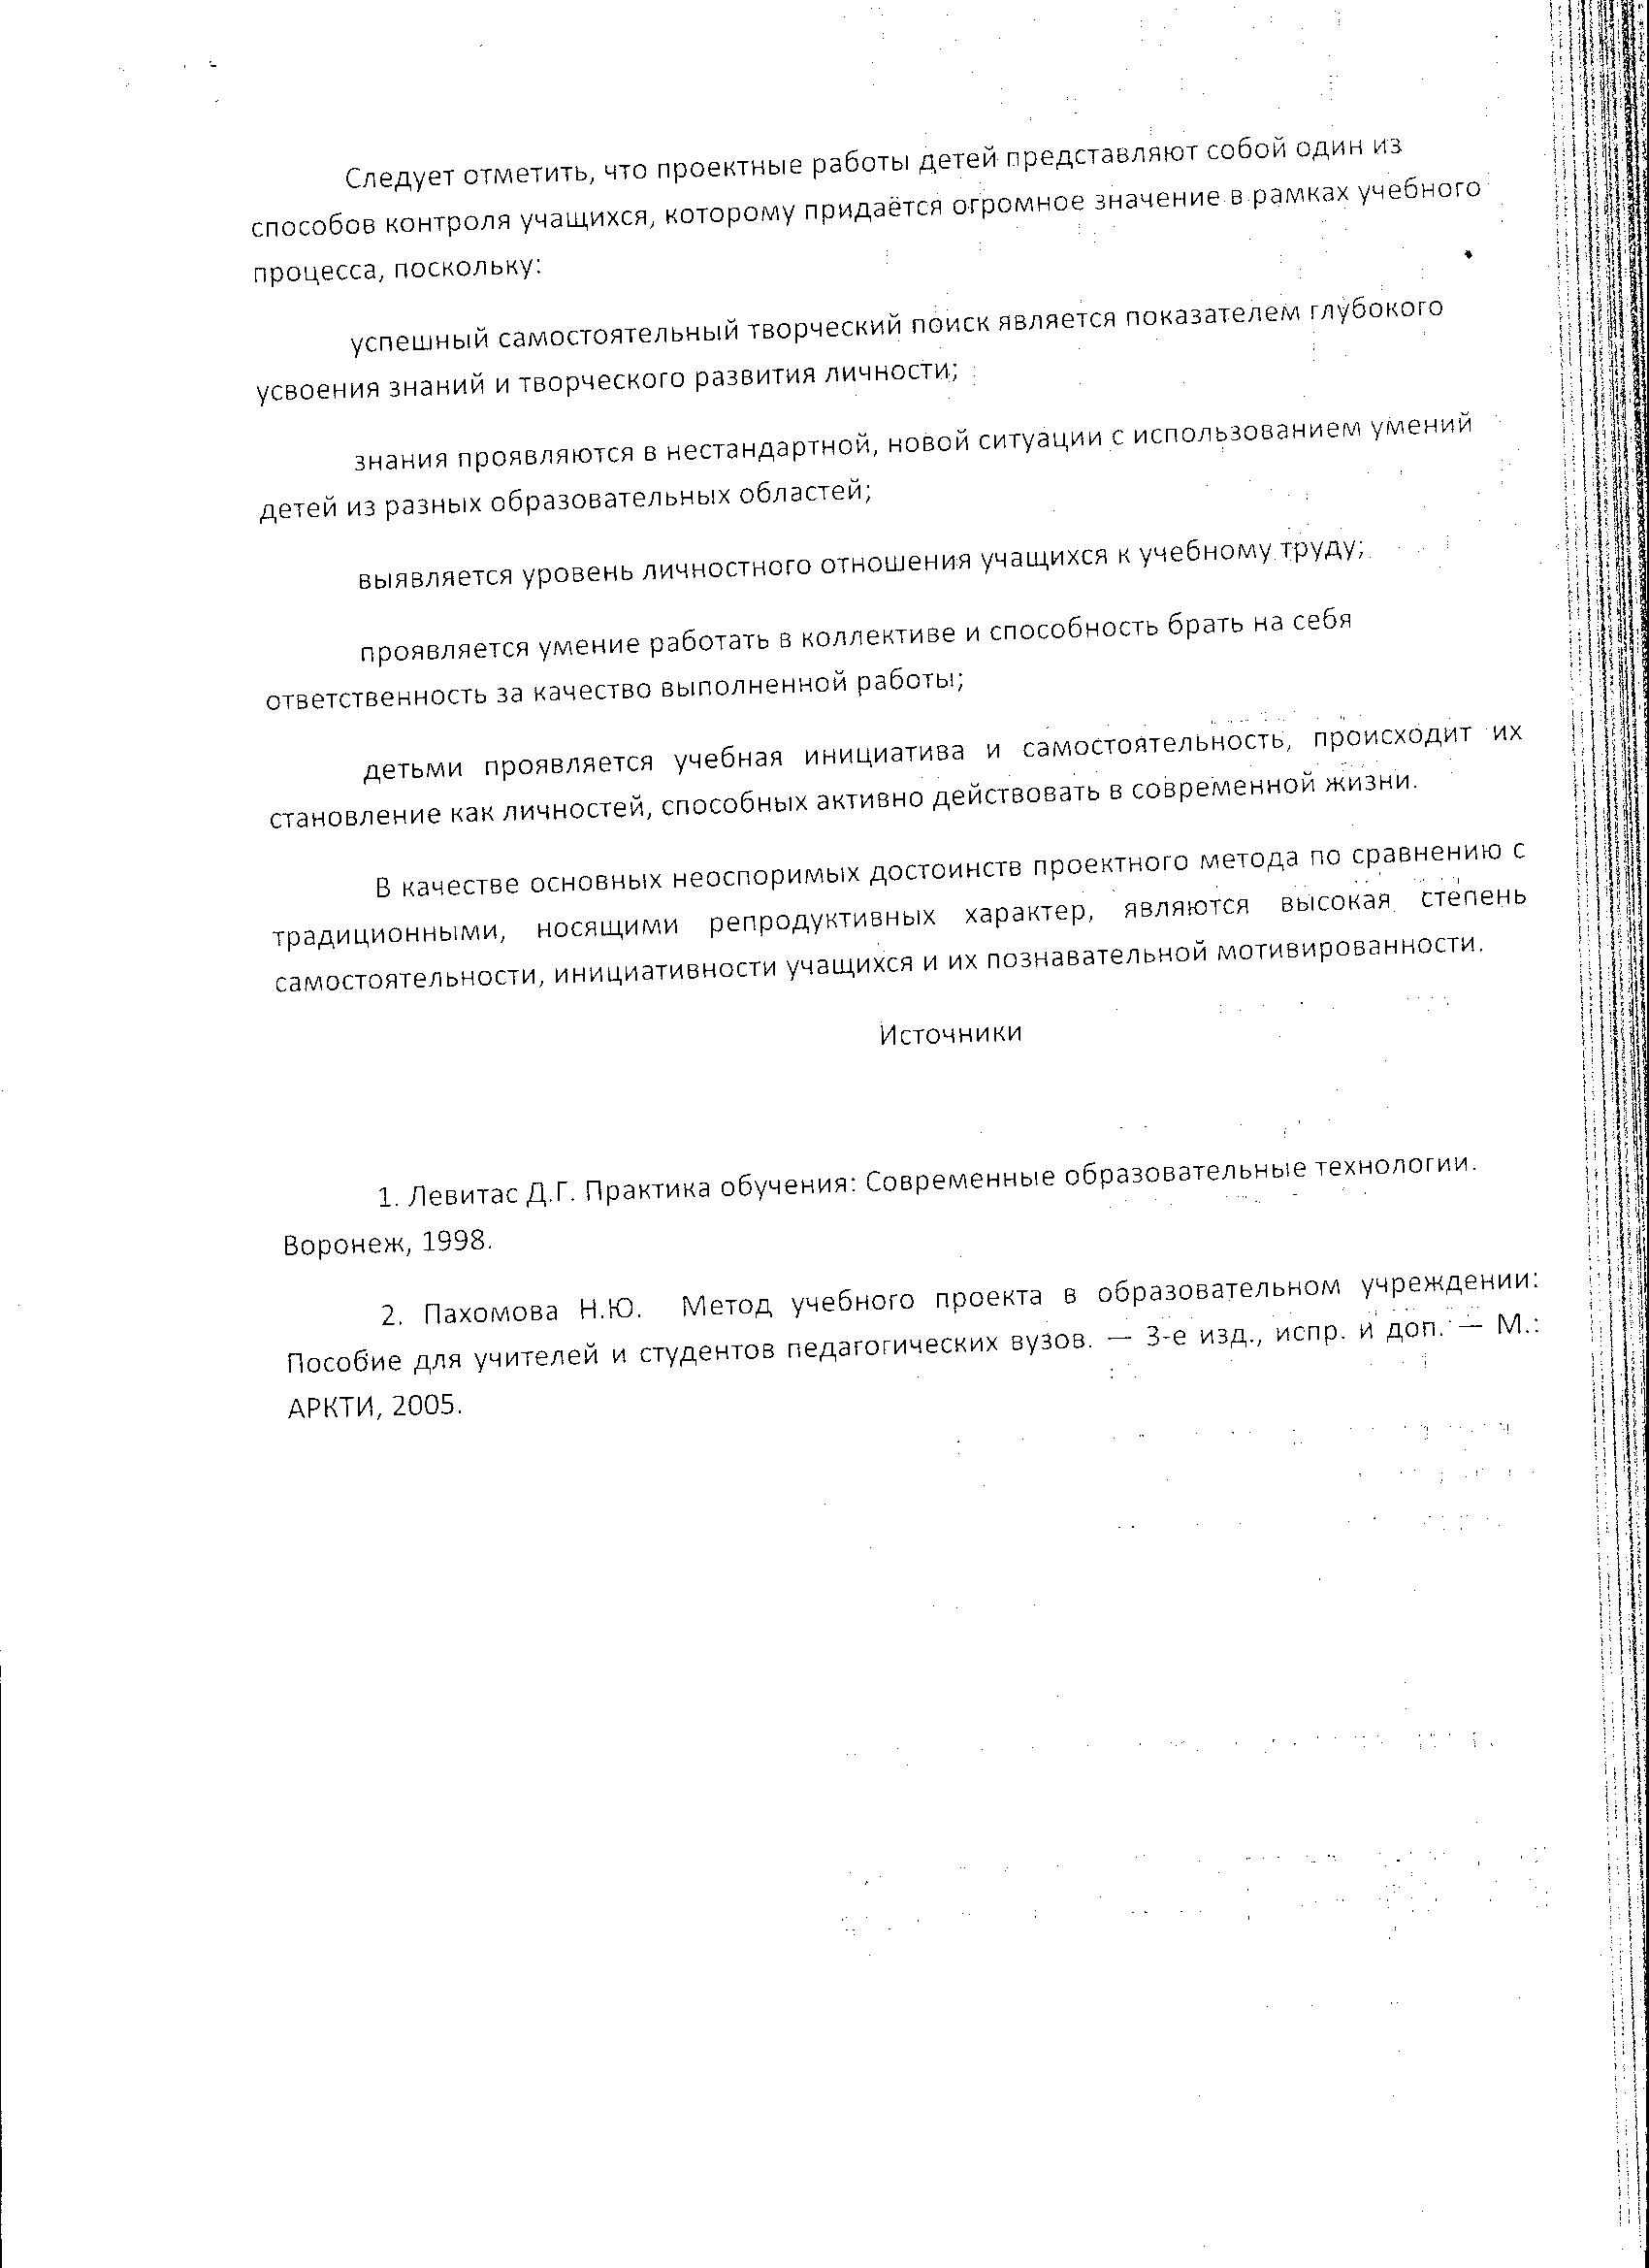 Следует отметить, что проектные работы детей представляют собой один из
способов контроля учащихся, которому придаётся огромное значение в рамках учебного
процесса, поскольку:
успешный самостоятельный творческий поиск является показателем глубокого
усвоения знаний и творческого развития личности;
знания проявляются в нестандартной, новой ситуации с использованием умений
детей из разных образовательных областей;
выявляется уровень личностного отношения учащихся к учебному труду;
проявляется умение работать в коллективе и способность брать на себя
ответственность за качество выполненной работы;
детьми проявляется учебная инициатива и самостоятельность, происходит их
становление как личностей, способных активно действовать в современной жизни.
В качестве основных неоспоримых достоинств проектного метода по сравнению с
традиционными, носящими репродуктивных характер, являются высокая степень
самостоятельности, инициативности учащихся и их познавательной мотивированности.
Источники
1. Левитас Д.Г. Практика обучения: Современные образовательные технологии.
Воронеж, 1998.
2. Пахомова Н.Ю. Метод учебного проекта в образовательном учреждении:
Пособие для учителей и студентов педагогических вузов. — 3-е изд., испр. и доп. — М.:
АРКТИ, 2005.